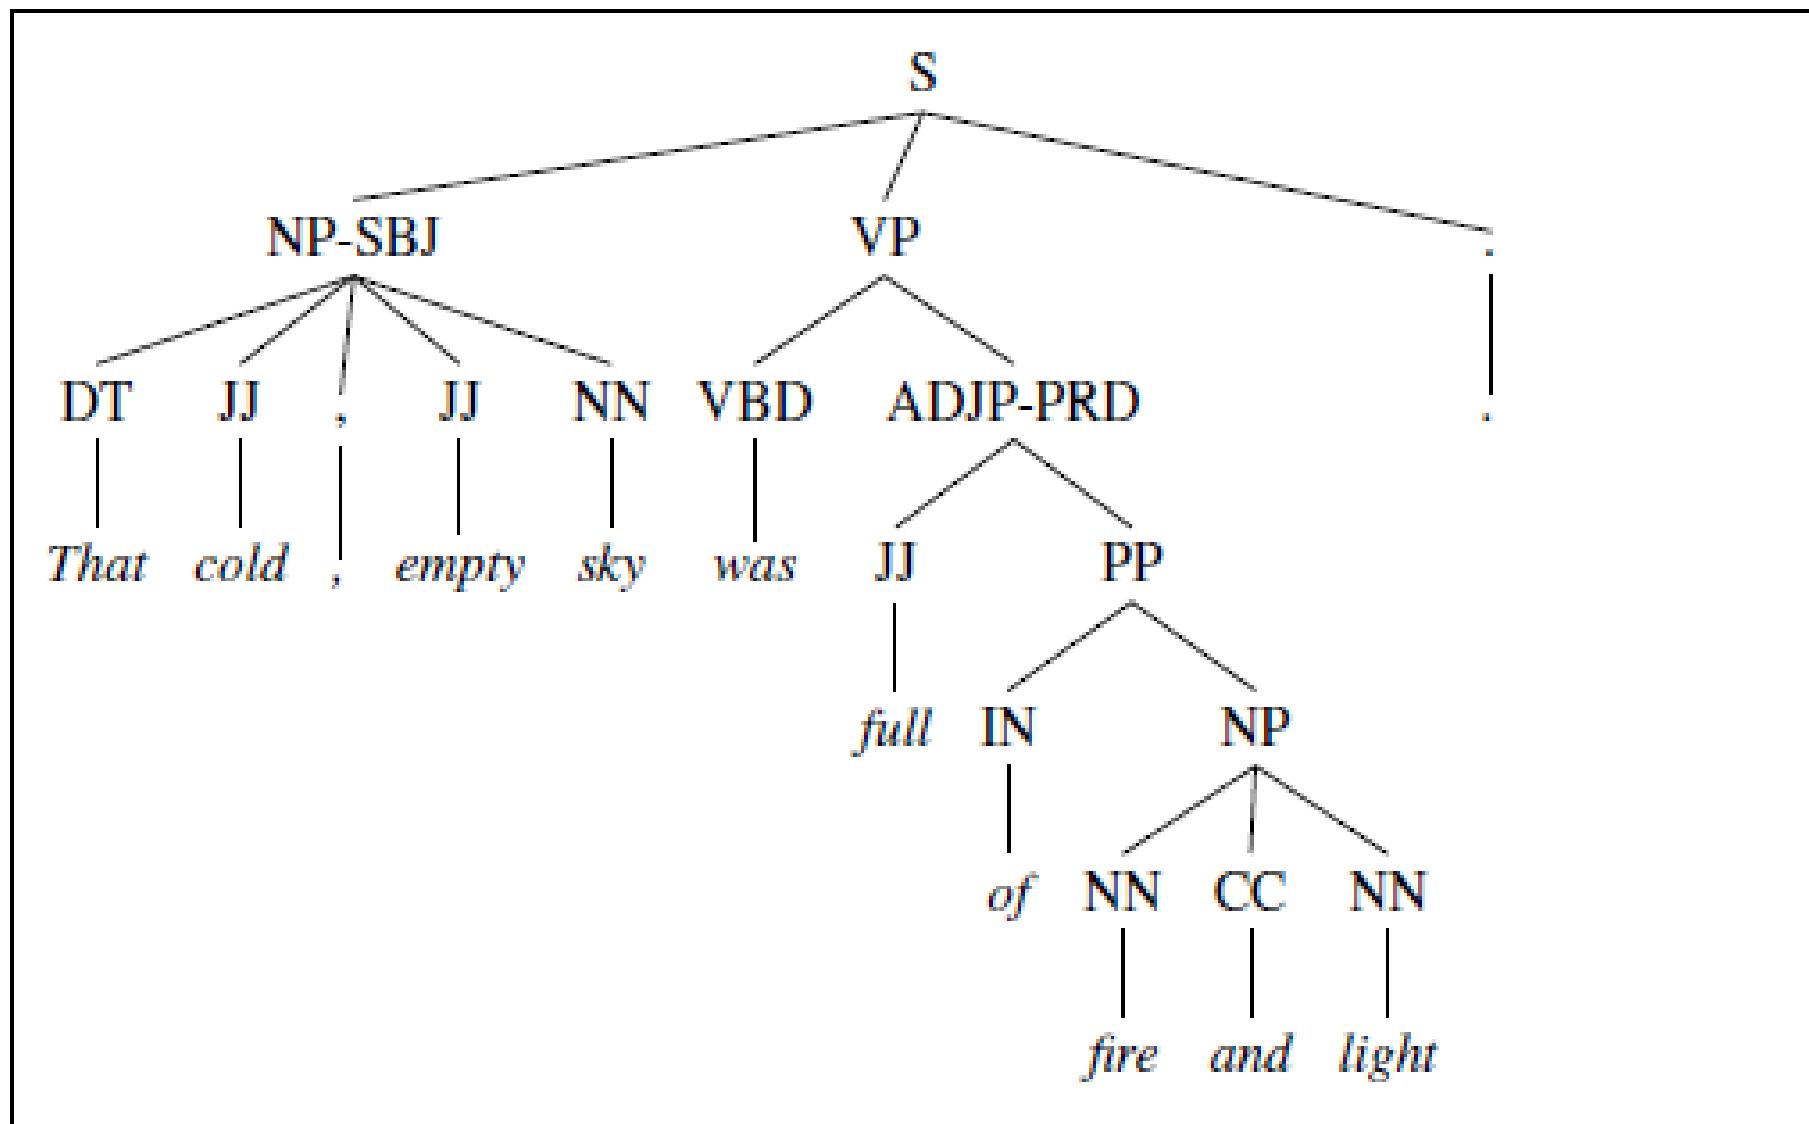 S
NP-SBJ VP .
DT JJ , JJ NN VBD ADJP-PRD .
That cold , empty sky was JJ PP
full IN NP
of NN CC NN
fire and light